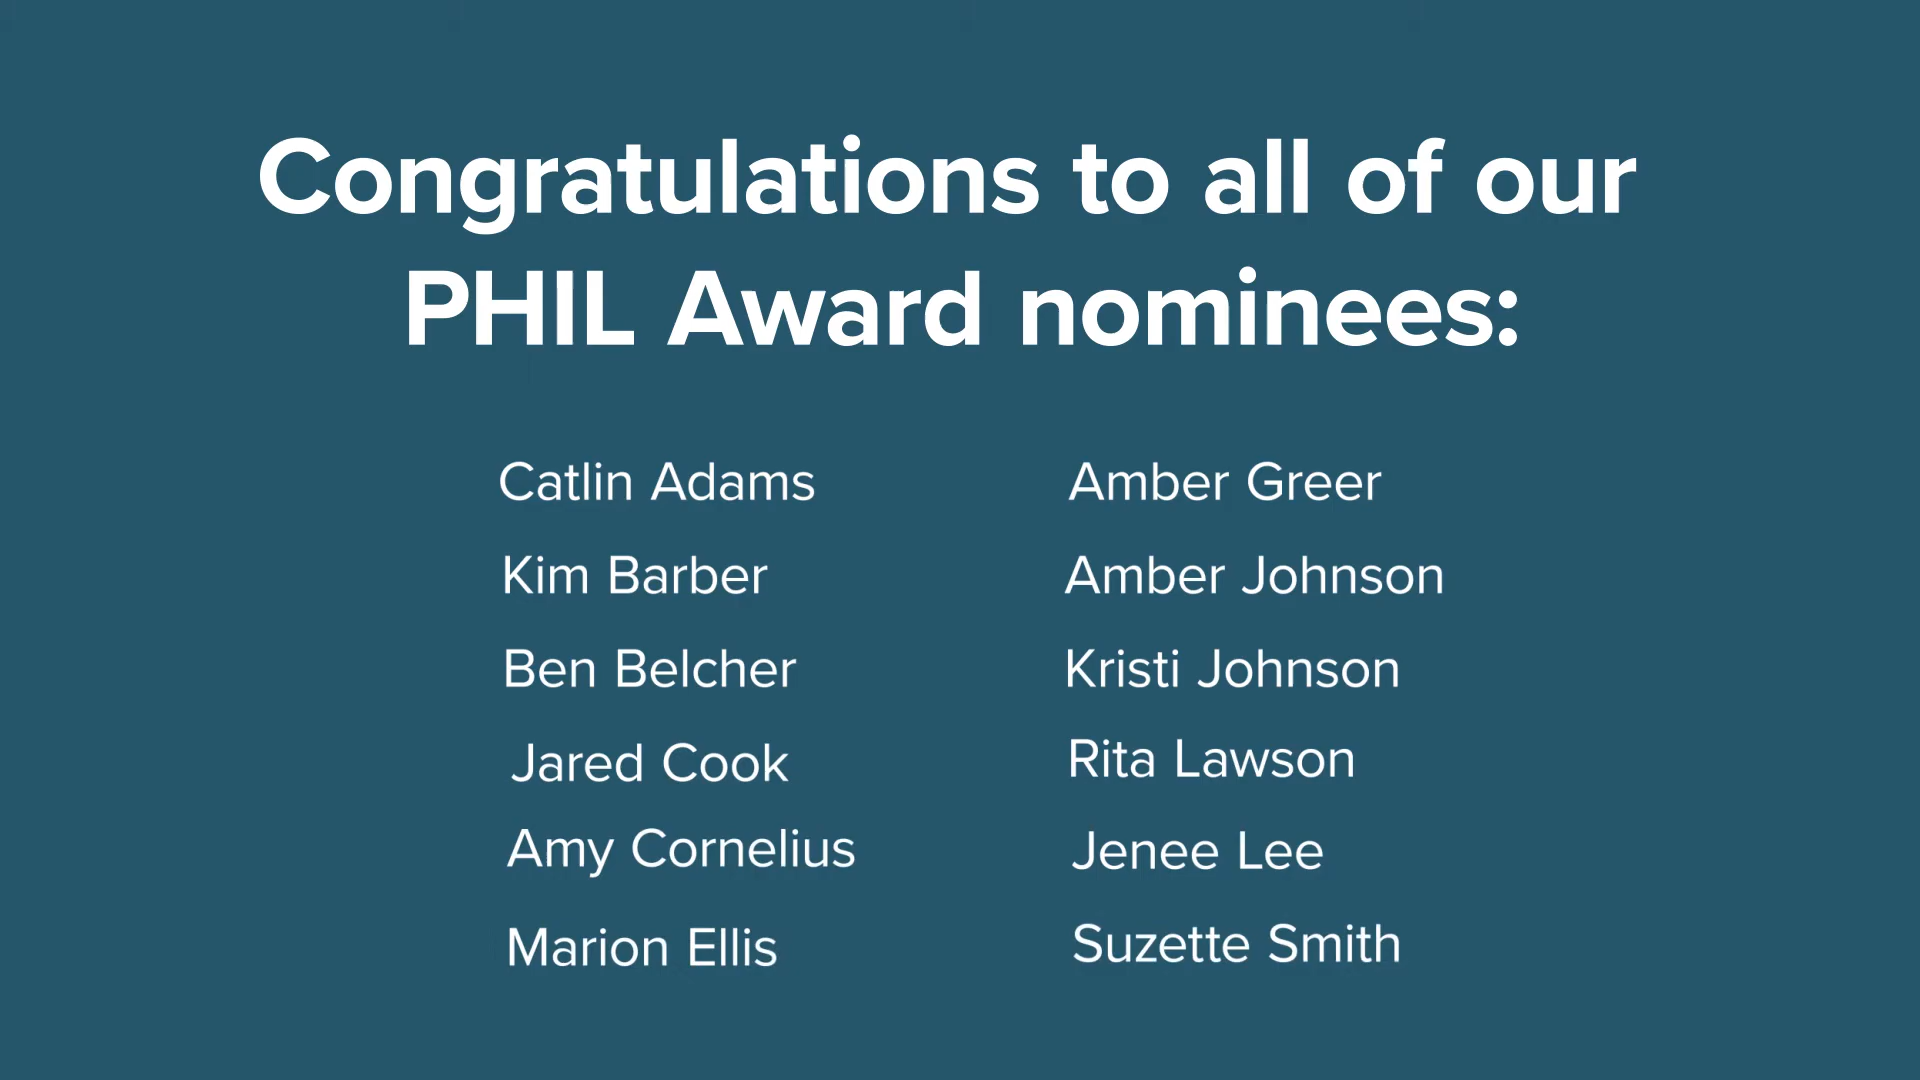 Congratulations to all of our
PHIL Award nominees:
Catlin Adams
Kim Barber
Ben Belcher
Jared Cook
Amy Cornelius
Marion Ellis
Amber Greer
Amber Johnson
Kristi Johnson
Rita Lawson
Jenee Lee
Suzette Smith